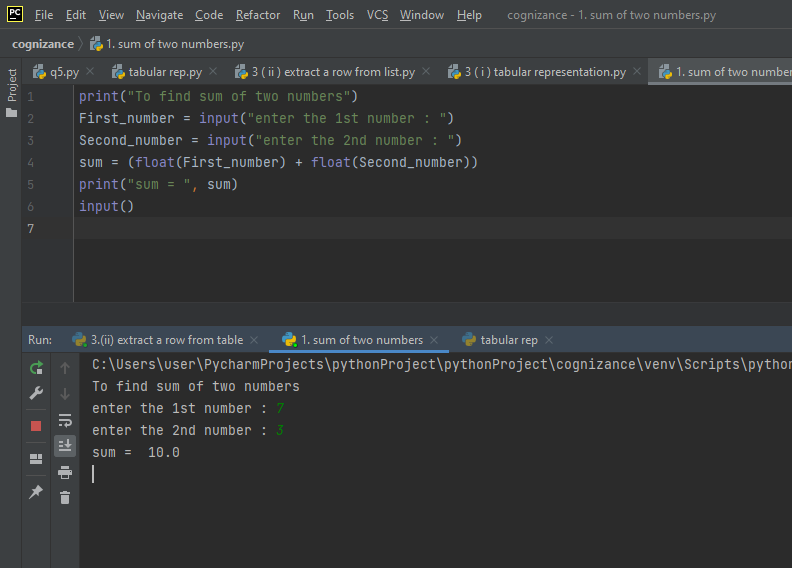 PC File Edit View Navigate Code Refactor Run Tools VCS Window Help cognizance - 1. sum of two numbers.py
cognizance 1. sum of two numbers.py
Project
q5.py tabular rep.py 3 ( ii ) extract a row from list.py 3 ( i ) tabular representation.py 1. sum of two number
1 print("To find sum of two numbers")
2 First_number = input("enter the 1st number : ")
3 Second_number = input("enter the 2nd number : ")
4 sum = (float(First_number) + float(Second_number))
5 print("sum = ", sum)
6 input()
7
Run: 3.(ii) extract a row from table 1. sum of two numbers tabular rep
C:\Users\user\PycharmProjects\pythonProject\pythonProject\cognizance\venv\Scripts\python
To find sum of two numbers
enter the 1st number : 7
enter the 2nd number : 3
sum =  10.0